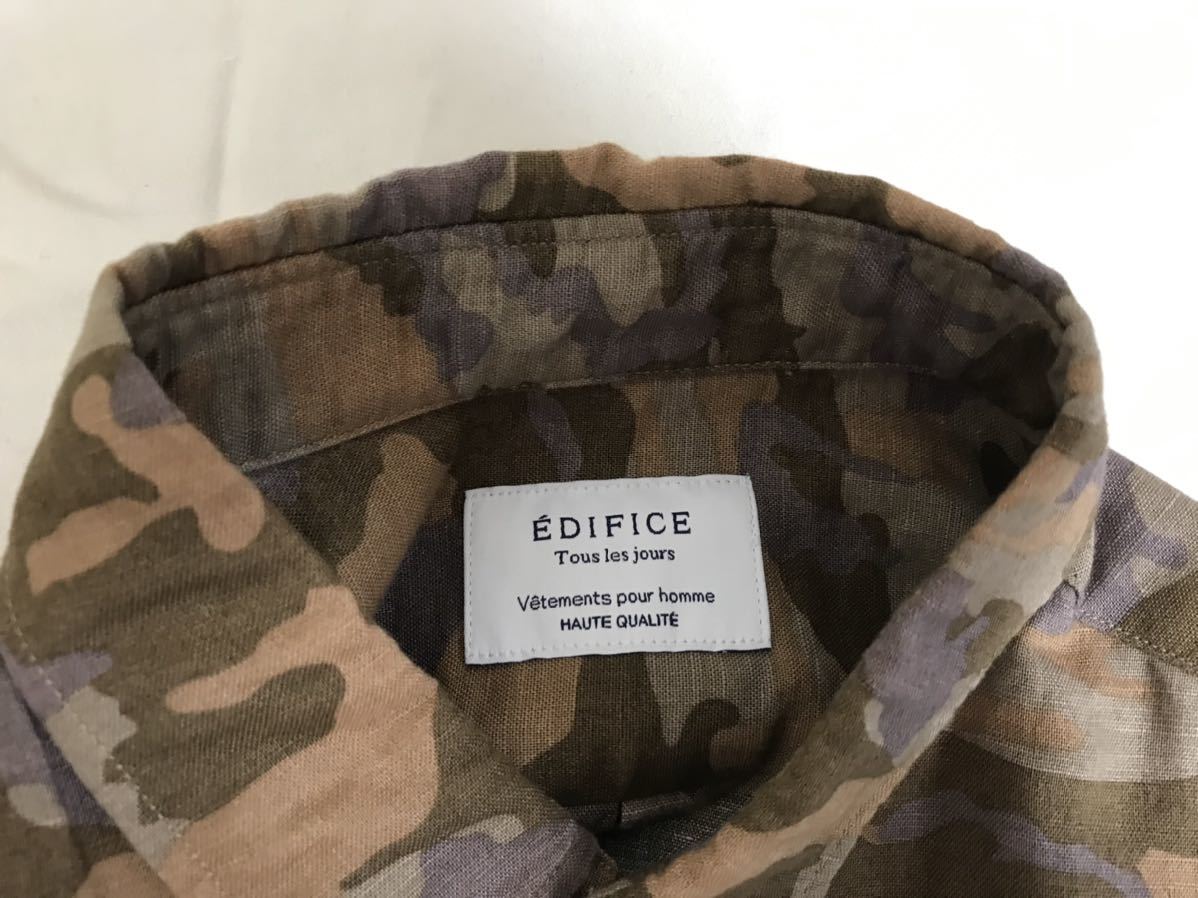 ÉDIFICE
Tous les jours
Vêtements pour homme
HAUTE QUALITÉ